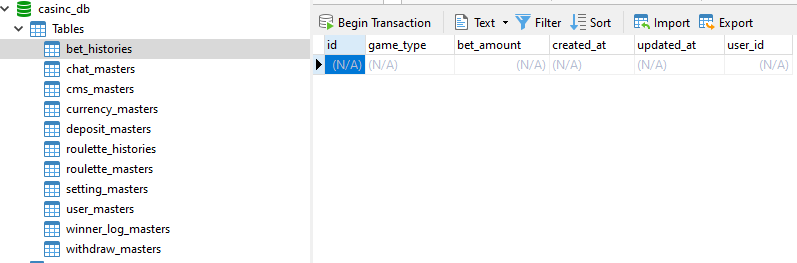 casinc_db
Tables
bet_histories
chat_masters
cms_masters
currency_masters
deposit_masters
roulette_histories
roulette_masters
setting_masters
user_masters
winner_log_masters
withdraw_masters
Begin Transaction Text Filter Sort Import Export
id game_type bet_amount created_at updated_at user_id
(N/A) (N/A) (N/A) (N/A) (N/A) (N/A)